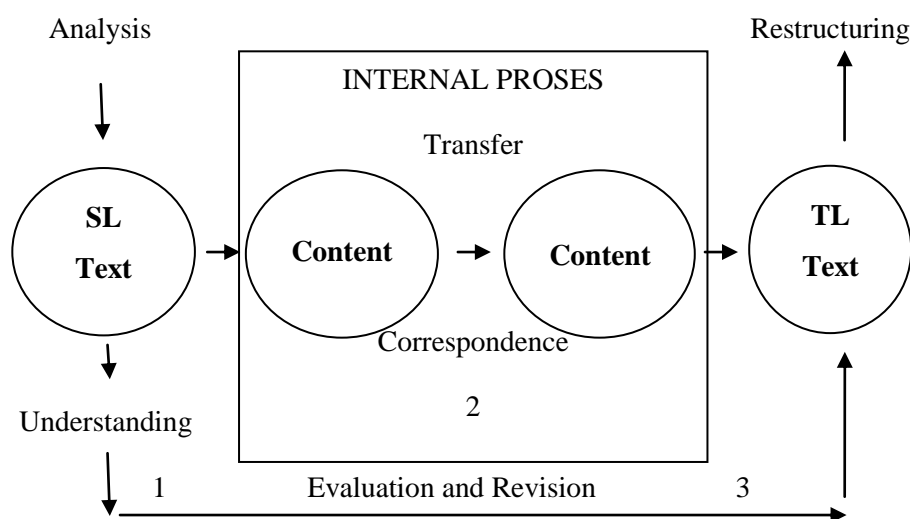 Analysis
Restructuring
INTERNAL PROSES
Transfer
SL
Text
Content
Content
TL
Text
Correspondence
2
Understanding
1
Evaluation and Revision
3